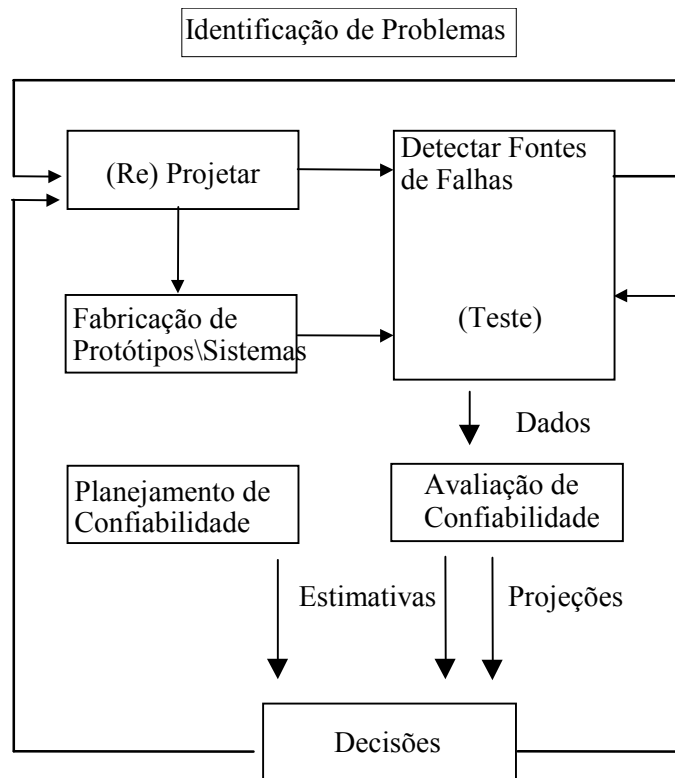 Identificação de Problemas
(Re) Projetar
Detectar Fontes
de Falhas
(Teste)
Fabricação de
Protótipos\Sistemas
Dados
Planejamento de
Confiabilidade
Avaliação de
Confiabilidade
Estimativas
Projeções
Decisões